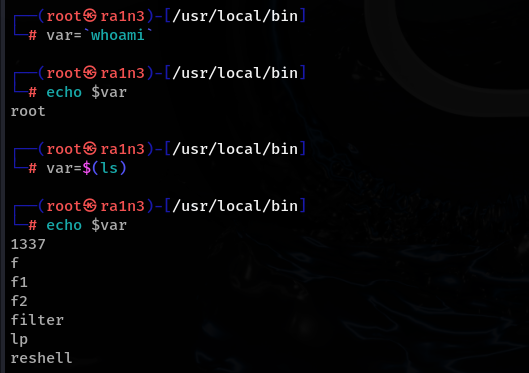 ┌──(root㉿ra1n3)-[/usr/local/bin]
└─# var=`whoami`
┌──(root㉿ra1n3)-[/usr/local/bin]
└─# echo $var
root
┌──(root㉿ra1n3)-[/usr/local/bin]
└─# var=$(ls)
┌──(root㉿ra1n3)-[/usr/local/bin]
└─# echo $var
1337
f
f1
f2
filter
lp
reshell